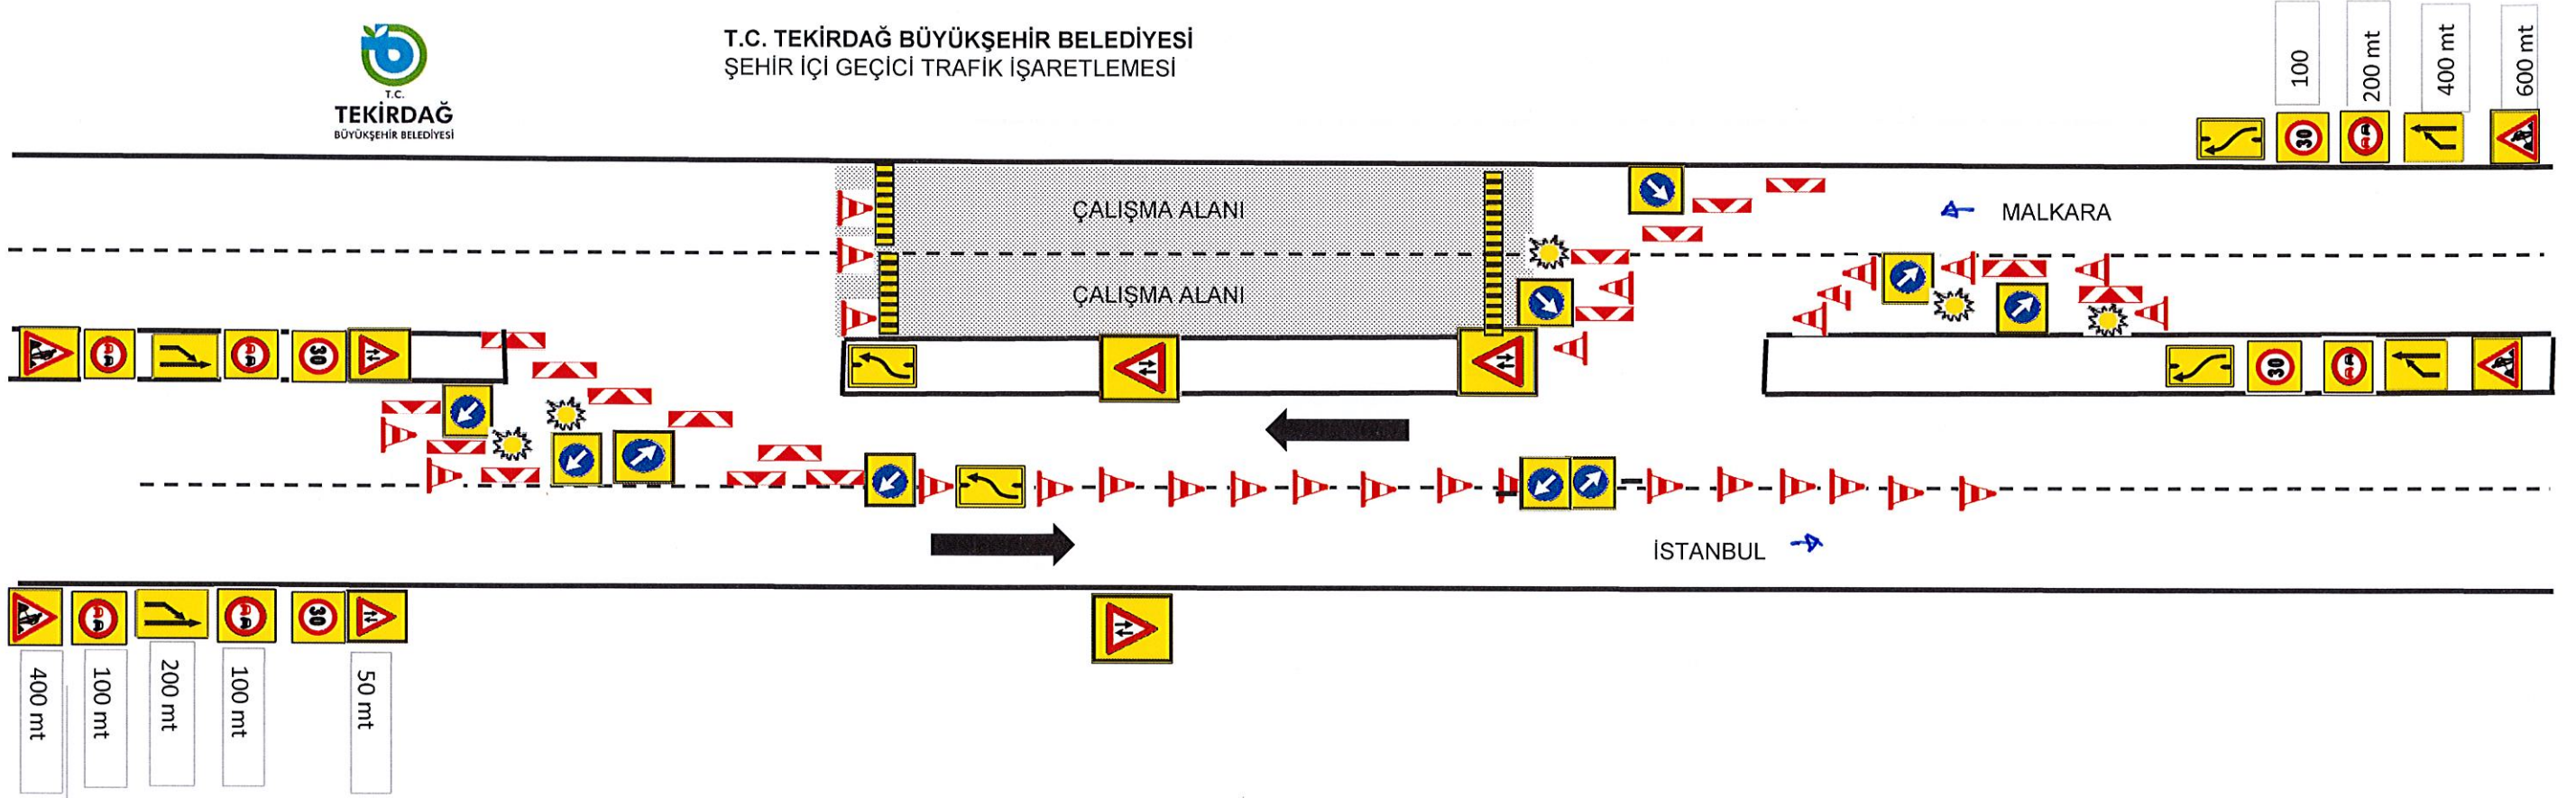 T.C. TEKİRDAĞ BÜYÜKŞEHİR BELEDİYESİ
ŞEHİR İÇİ GEÇİCİ TRAFİK İŞARETLEMESİ
T.C.
TEKİRDAĞ
BÜYÜKŞEHİR BELEDİYESİ
100
200 mt
400 mt
600 mt
30
ÇALIŞMA ALANI
MALKARA
ÇALIŞMA ALANI
30
30
İSTANBUL
30
400 mt
100 mt
200 mt
100 mt
50 mt